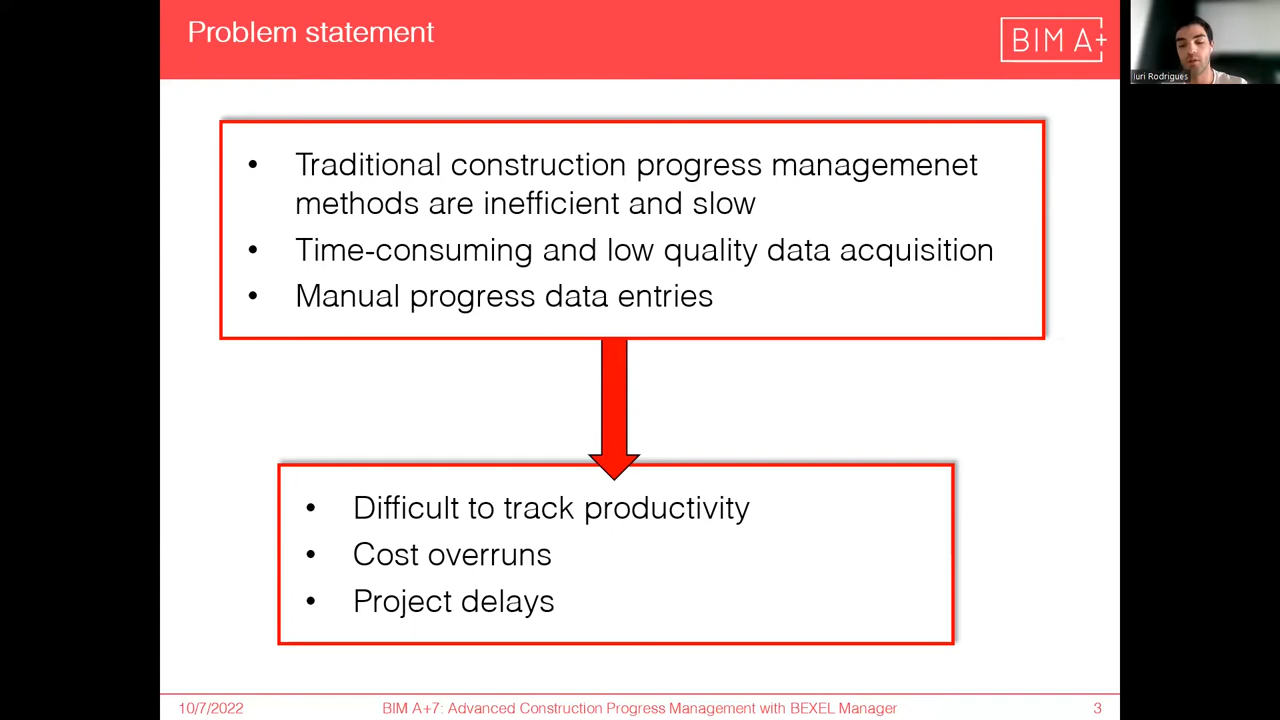 Problem statement
BIM A+
Iuri Rodrigues
• Traditional construction progress managemenet
methods are inefficient and slow
• Time-consuming and low quality data acquisition
• Manual progress data entries
• Difficult to track productivity
• Cost overruns
• Project delays
10/7/2022
BIM A+7: Advanced Construction Progress Management with BEXEL Manager
3